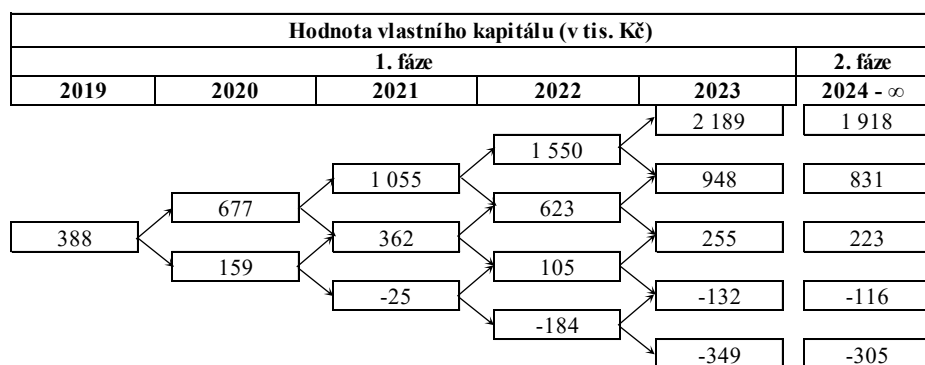 Hodnota vlastního kapitálu (v tis. Kč)
1. fáze 2. fáze
2019 2020 2021 2022 2023 2024 - ∞
2 189 1 918
1 550
1 055 948 831
677 623
388 362 255 223
159 105
-25 -132 -116
-184
-349 -305